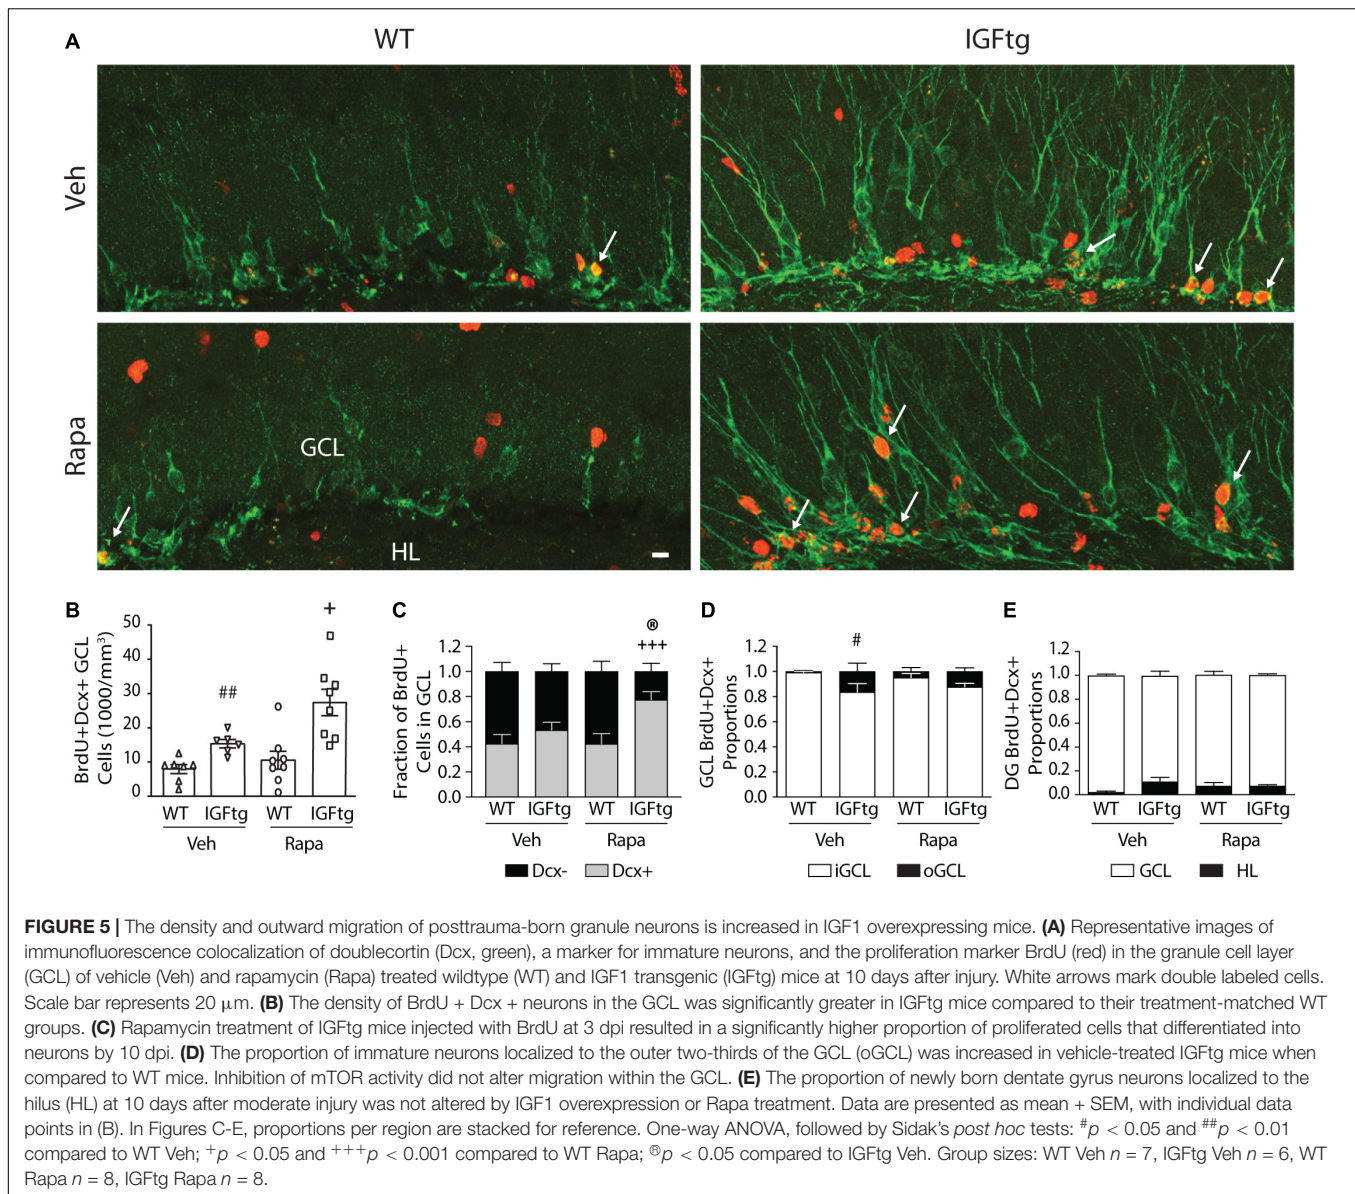 A
WT
IGFtg
Veh
Rapa
GCL
HL
B
BrdU+Dcx+ GCL
Cells (1000/mm³)
50
40
30
20
10
0
##
+
WT IGFtg WT IGFtg
Veh Rapa
C
Fraction of BrdU+
Cells in GCL
1.2
1.0
0.8
0.6
0.4
0.2
0.0
®
+++
WT IGFtg WT IGFtg
Veh Rapa
Dcx- Dcx+
D
GCL BrdU+Dcx+
Proportions
1.2
1.0
0.8
0.6
0.4
0.2
0.0
#
WT IGFtg WT IGFtg
Veh Rapa
iGCL oGCL
E
DG BrdU+Dcx+
Proportions
1.2
1.0
0.8
0.6
0.4
0.2
0.0
WT IGFtg WT IGFtg
Veh Rapa
GCL HL
FIGURE 5 | The density and outward migration of posttrauma-born granule neurons is increased in IGF1 overexpressing mice. (A) Representative images of
immunofluorescence colocalization of doublecortin (Dcx, green), a marker for immature neurons, and the proliferation marker BrdU (red) in the granule cell layer
(GCL) of vehicle (Veh) and rapamycin (Rapa) treated wildtype (WT) and IGF1 transgenic (IGFtg) mice at 10 days after injury. White arrows mark double labeled cells.
Scale bar represents 20 μm. (B) The density of BrdU + Dcx + neurons in the GCL was significantly greater in IGFtg mice compared to their treatment-matched WT
groups. (C) Rapamycin treatment of IGFtg mice injected with BrdU at 3 dpi resulted in a significantly higher proportion of proliferated cells that differentiated into
neurons by 10 dpi. (D) The proportion of immature neurons localized to the outer two-thirds of the GCL (oGCL) was increased in vehicle-treated IGFtg mice when
compared to WT mice. Inhibition of mTOR activity did not alter migration within the GCL. (E) The proportion of newly born dentate gyrus neurons localized to the
hilus (HL) at 10 days after moderate injury was not altered by IGF1 overexpression or Rapa treatment. Data are presented as mean + SEM, with individual data
points in (B). In Figures C-E, proportions per region are stacked for reference. One-way ANOVA, followed by Sidak's post hoc tests: #p < 0.05 and ##p < 0.01
compared to WT Veh; +p < 0.05 and +++p < 0.001 compared to WT Rapa; ®p < 0.05 compared to IGFtg Veh. Group sizes: WT Veh n = 7, IGFtg Veh n = 6, WT
Rapa n = 8, IGFtg Rapa n = 8.